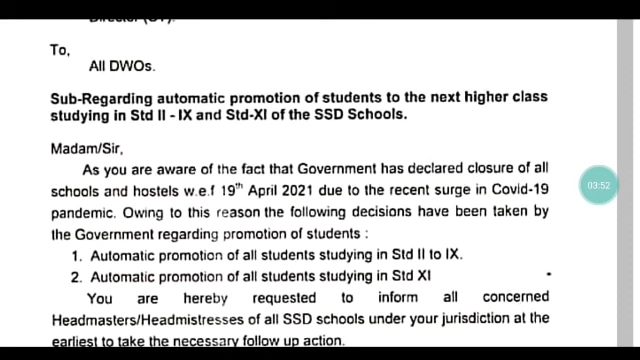 To,
All DWOs.
Sub-Regarding automatic promotion of students to the next higher class
studying in Std II - IX and Std-XI of the SSD Schools.
Madam/Sir,
As you are aware of the fact that Government has declared closure of all
schools and hostels w.e.f 19th April 2021 due to the recent surge in Covid-19
pandemic. Owing to this reason the following decisions have been taken by
the Government regarding promotion of students :
1. Automatic promotion of all students studying in Std II to IX.
2. Automatic promotion of all students studying in Std XI
You are hereby requested to inform all concerned
Headmasters/Headmistresses of all SSD schools under your jurisdiction at the
earliest to take the necessary follow up action.
03:52